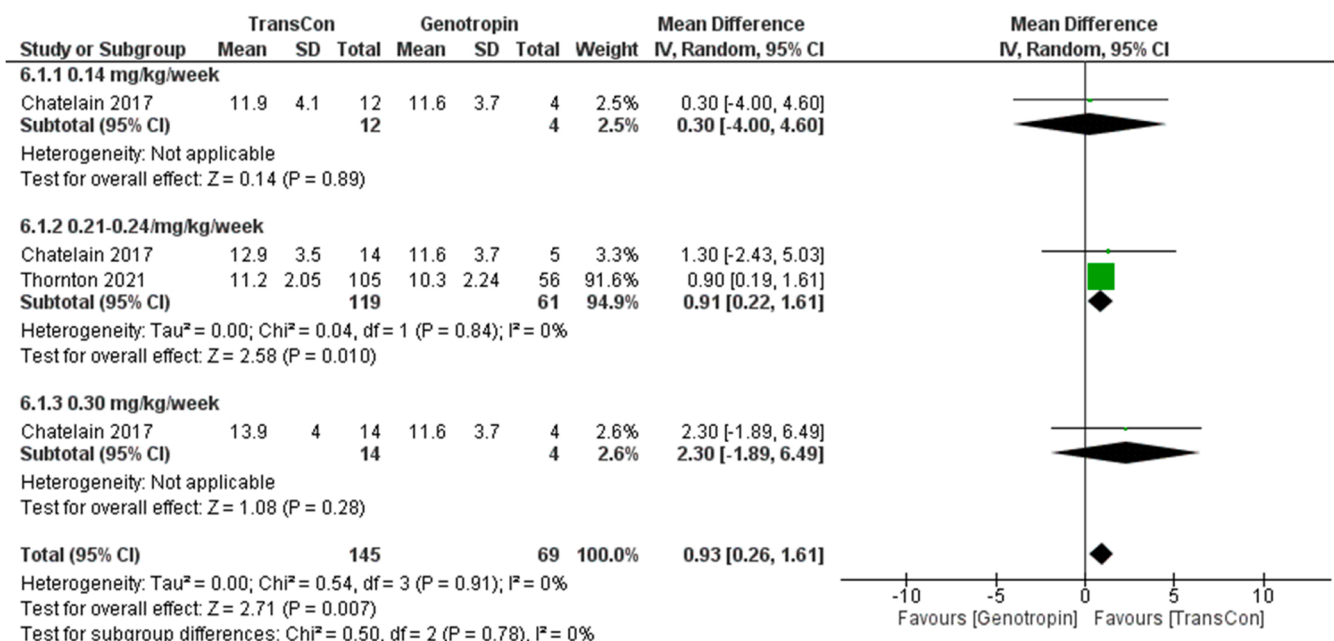 TransCon Genotropin Mean Difference Mean Difference
Study or Subgroup Mean SD Total Mean SD Total Weight IV, Random, 95% CI IV, Random, 95% CI
6.1.1 0.14 mg/kg/week
Chatelain 2017 11.9 4.1 12 11.6 3.7 4 2.5% 0.30 [-4.00, 4.60]
Subtotal (95% CI) 12 4 2.5% 0.30 [-4.00, 4.60]
Heterogeneity: Not applicable
Test for overall effect: Z = 0.14 (P = 0.89)
6.1.2 0.21-0.24/mg/kg/week
Chatelain 2017 12.9 3.5 14 11.6 3.7 5 3.3% 1.30 [-2.43, 5.03]
Thornton 2021 11.2 2.05 105 10.3 2.24 56 91.6% 0.90 [0.19, 1.61]
Subtotal (95% CI) 119 61 94.9% 0.91 [0.22, 1.61]
Heterogeneity: Tau² = 0.00; Chi² = 0.04, df = 1 (P = 0.84); I² = 0%
Test for overall effect: Z = 2.58 (P = 0.010)
6.1.3 0.30 mg/kg/week
Chatelain 2017 13.9 4 14 11.6 3.7 4 2.6% 2.30 [-1.89, 6.49]
Subtotal (95% CI) 14 4 2.6% 2.30 [-1.89, 6.49]
Heterogeneity: Not applicable
Test for overall effect: Z = 1.08 (P = 0.28)
Total (95% CI) 145 69 100.0% 0.93 [0.26, 1.61]
Heterogeneity: Tau² = 0.00; Chi² = 0.54, df = 3 (P = 0.91); I² = 0%
Test for overall effect: Z = 2.71 (P = 0.007)
Test for subgroup differences: Chi² = 0.50, df = 2 (P = 0.78), I² = 0%
-10 -5 0 5 10
Favours [Genotropin] Favours [TransCon]